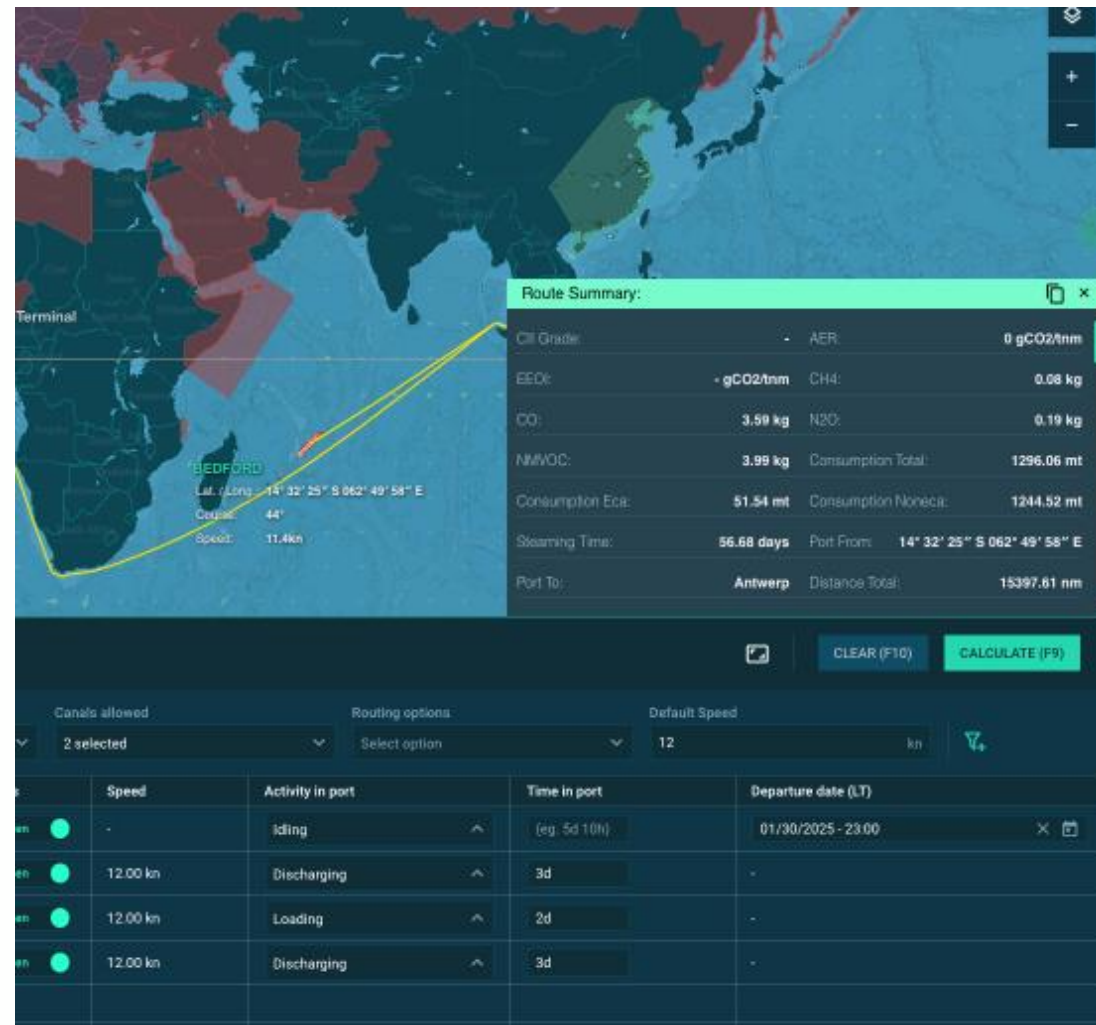 Terminal
BEDFORD
Lat. / Long.: 14° 32' 25" S 062° 49' 58" E
Course: 44°
Speed: 11.4kn
Route Summary:
CII Grade: - AER: 0 gCO2/tnm
EEOI: - gCO2/tnm CH4: 0.08 kg
CO: 3.59 kg N2O: 0.19 kg
NMVOC: 3.99 kg Consumption Total: 1296.06 mt
Consumption Eca: 51.54 mt Consumption Noneca: 1244.52 mt
Steaming Time: 56.68 days Port From: 14° 32' 25" S 062° 49' 58" E
Port To: Antwerp Distance Total: 15397.61 nm
CLEAR (F10) CALCULATE (F9)
Canals allowed Routing options Default Speed
2 selected Select option 12 kn
s Speed Activity in port Time in port Departure date (LT)
en - Idling (eg: 5d 10h) 01/30/2025 - 23:00
en 12.00 kn Discharging 3d -
en 12.00 kn Loading 2d -
en 12.00 kn Discharging 3d -